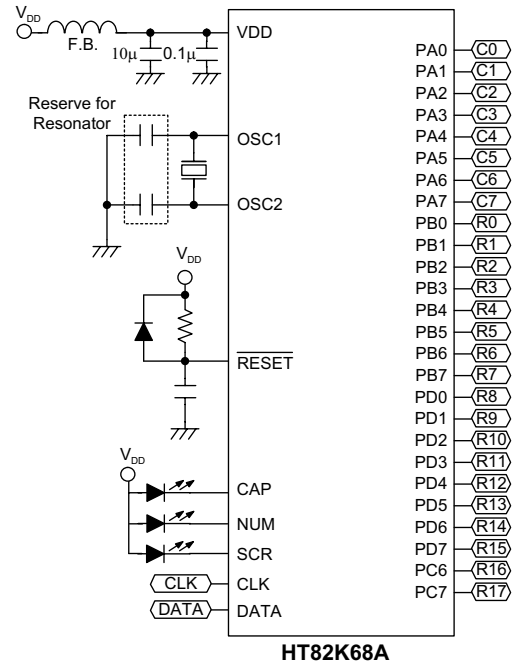 VDD
F.B.
10µ
0.1µ
VDD
Reserve for
Resonator
OSC1
OSC2
VDD
RESET
VDD
CAP
NUM
SCR
CLK CLK
DATA DATA
PA0 C0
PA1 C1
PA2 C2
PA3 C3
PA4 C4
PA5 C5
PA6 C6
PA7 C7
PB0 R0
PB1 R1
PB2 R2
PB3 R3
PB4 R4
PB5 R5
PB6 R6
PB7 R7
PD0 R8
PD1 R9
PD2 R10
PD3 R11
PD4 R12
PD5 R13
PD6 R14
PD7 R15
PC6 R16
PC7 R17
HT82K68A